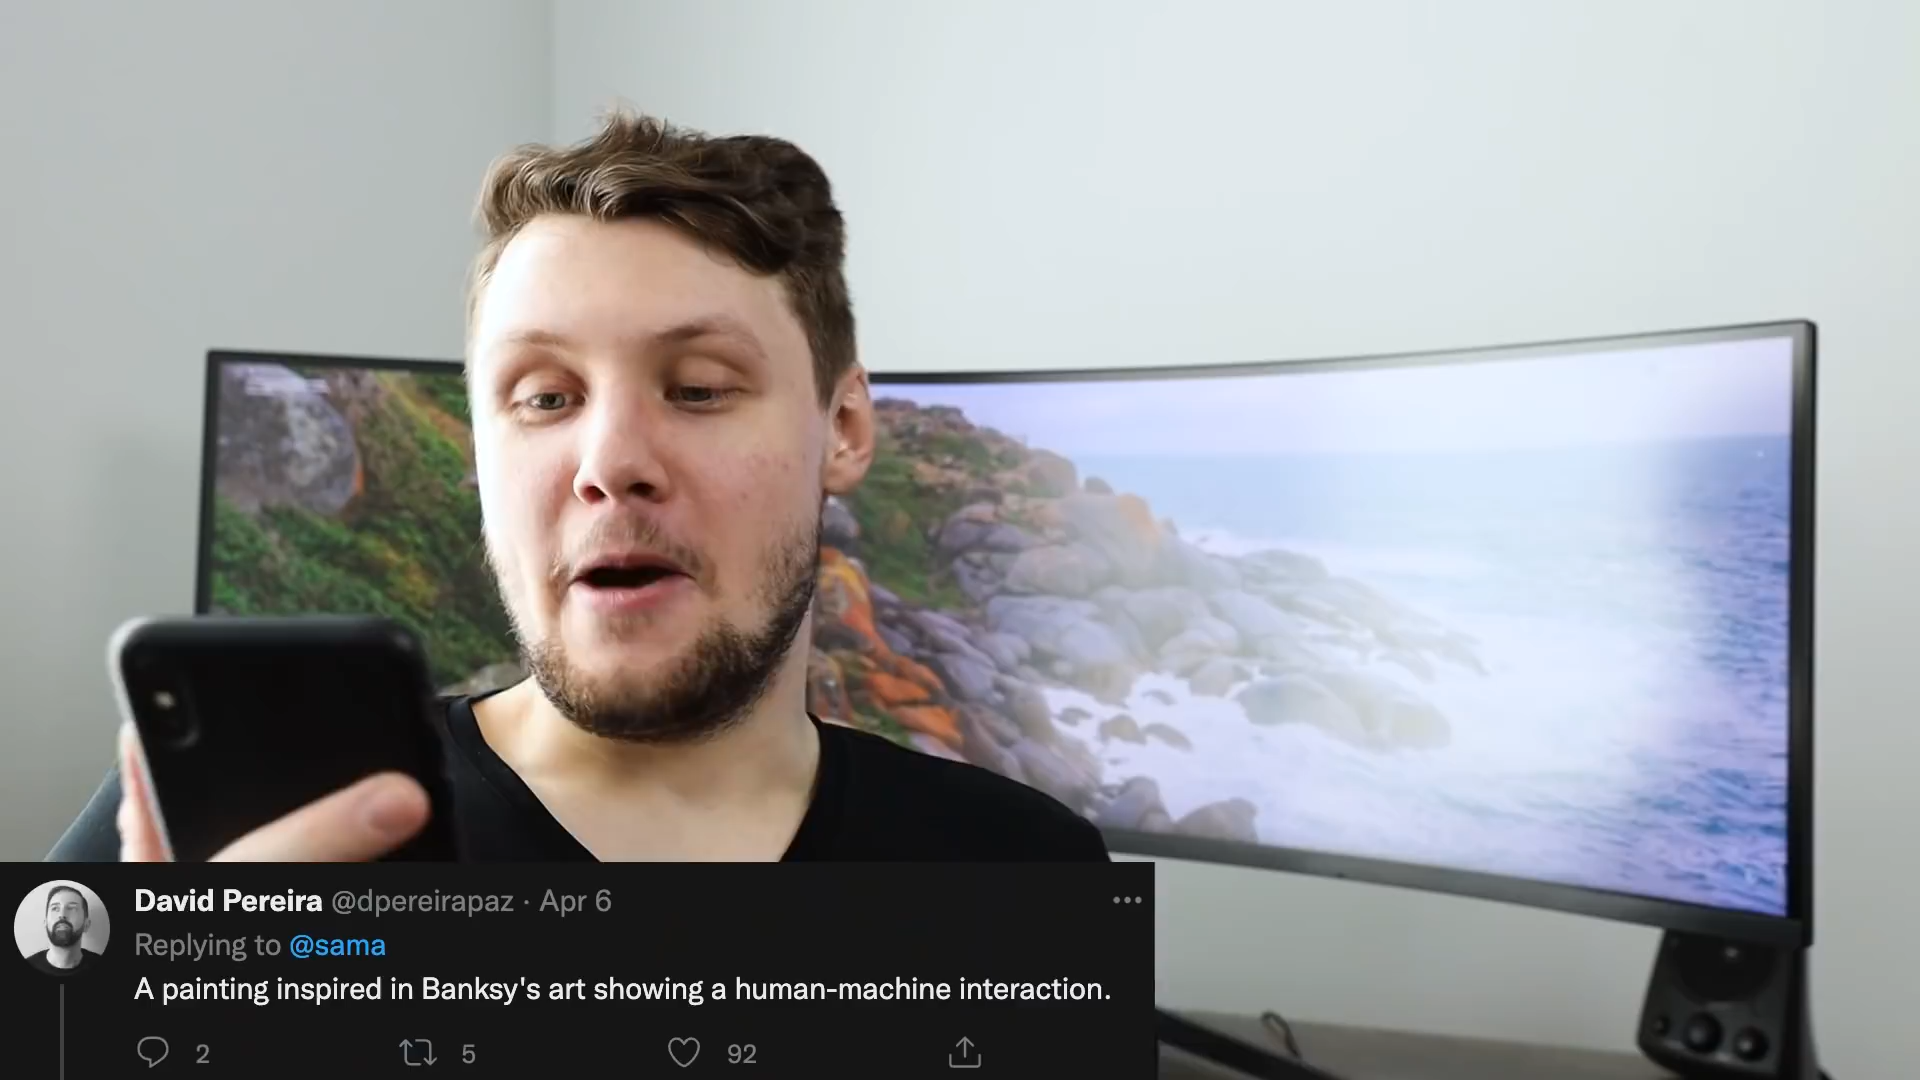 David Pereira @dpereirapaz · Apr 6
Replying to @sama
A painting inspired in Banksy's art showing a human-machine interaction.
2 5 92